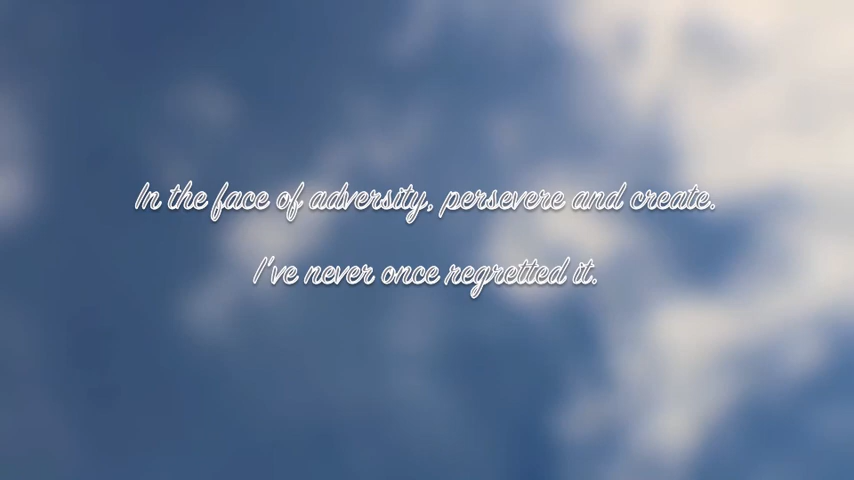 In the face of adversity, persevere and create.
I've never once regretted it.